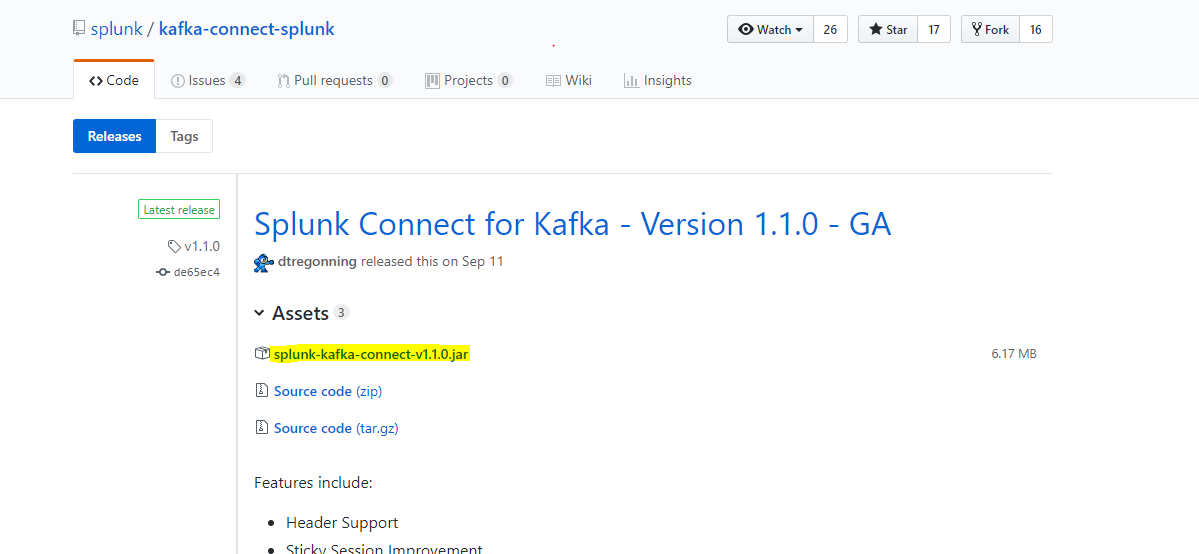 splunk / kafka-connect-splunk
Watch 26 Star 17 Fork 16
Code Issues 4 Pull requests 0 Projects 0 Wiki Insights
Releases Tags
Latest release
v1.1.0
de65ec4
Splunk Connect for Kafka - Version 1.1.0 - GA
dtregonning released this on Sep 11
Assets 3
splunk-kafka-connect-v1.1.0.jar 6.17 MB
Source code (zip)
Source code (tar.gz)
Features include:
Header Support
Sticky Session Improvement